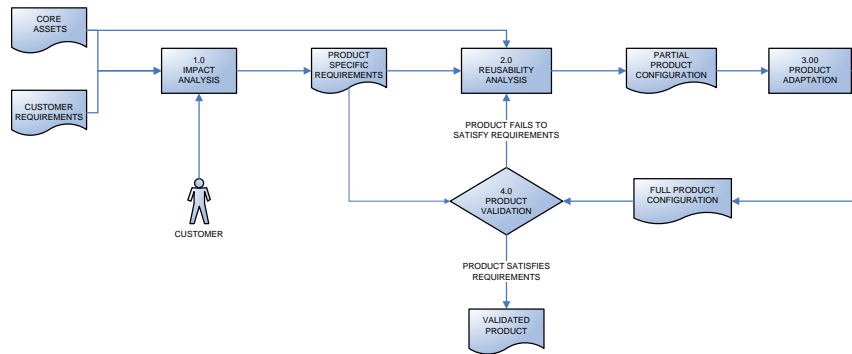 CORE
ASSETS
1.0
IMPACT
ANALYSIS
PRODUCT
SPECIFIC
REQUIREMENTS
2.0
REUSABILITY
ANALYSIS
PARTIAL
PRODUCT
CONFIGURATION
3.00
PRODUCT
ADAPTATION
CUSTOMER
REQUIREMENTS
PRODUCT FAILS TO
SATISFY REQUIREMENTS
4.0
PRODUCT
VALIDATION
FULL PRODUCT
CONFIGURATION
CUSTOMER
PRODUCT SATISFIES
REQUIREMENTS
VALIDATED
PRODUCT